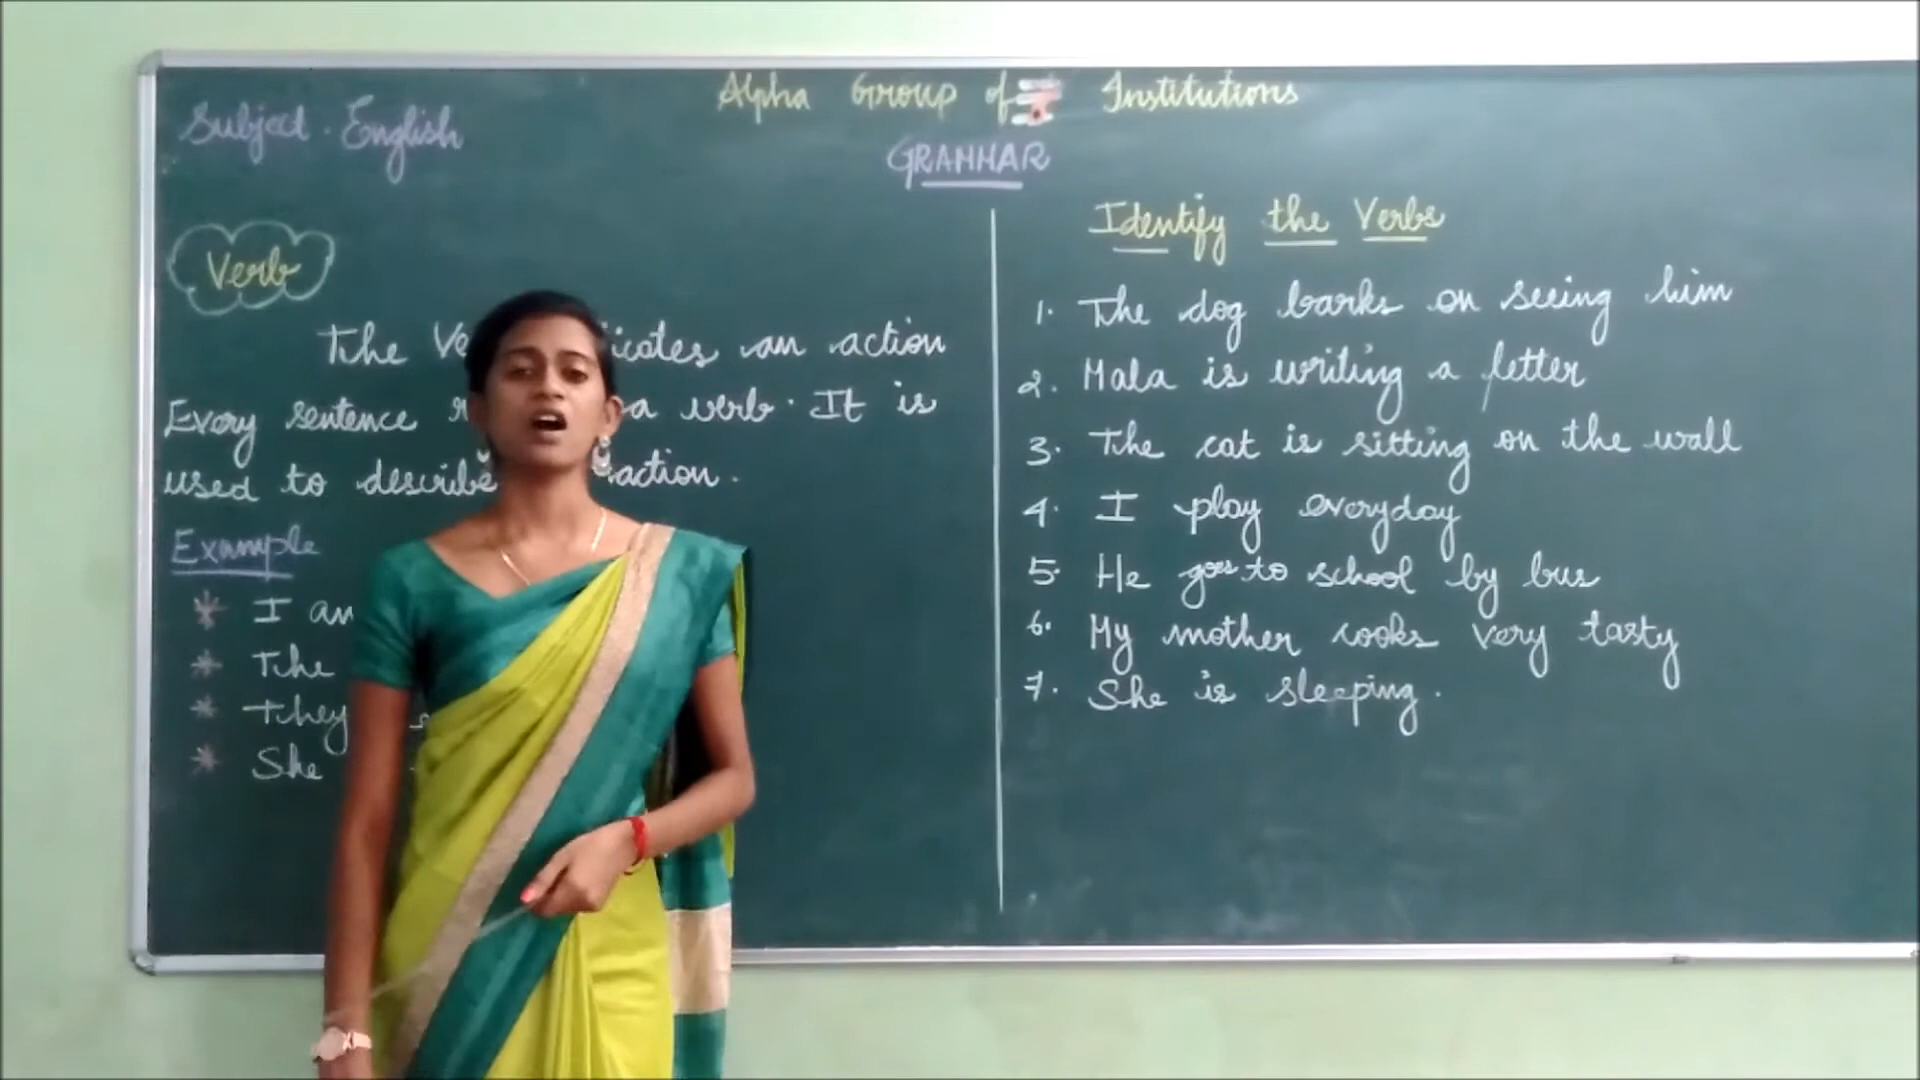 Alpha Group of Institutions
Subject . English
GRAMMAR
Verb
The an action
Every sentence a verb . It is
used to describe action .
Example
* I am
* The
* They
* She
Identify the Verbs
1. The dog barks on seeing him
2. Mala is writing a letter
3. The cat is sitting on the wall
4. I play everyday
5. He goes to school by bus
6. My mother cooks very tasty
7. She is sleeping .